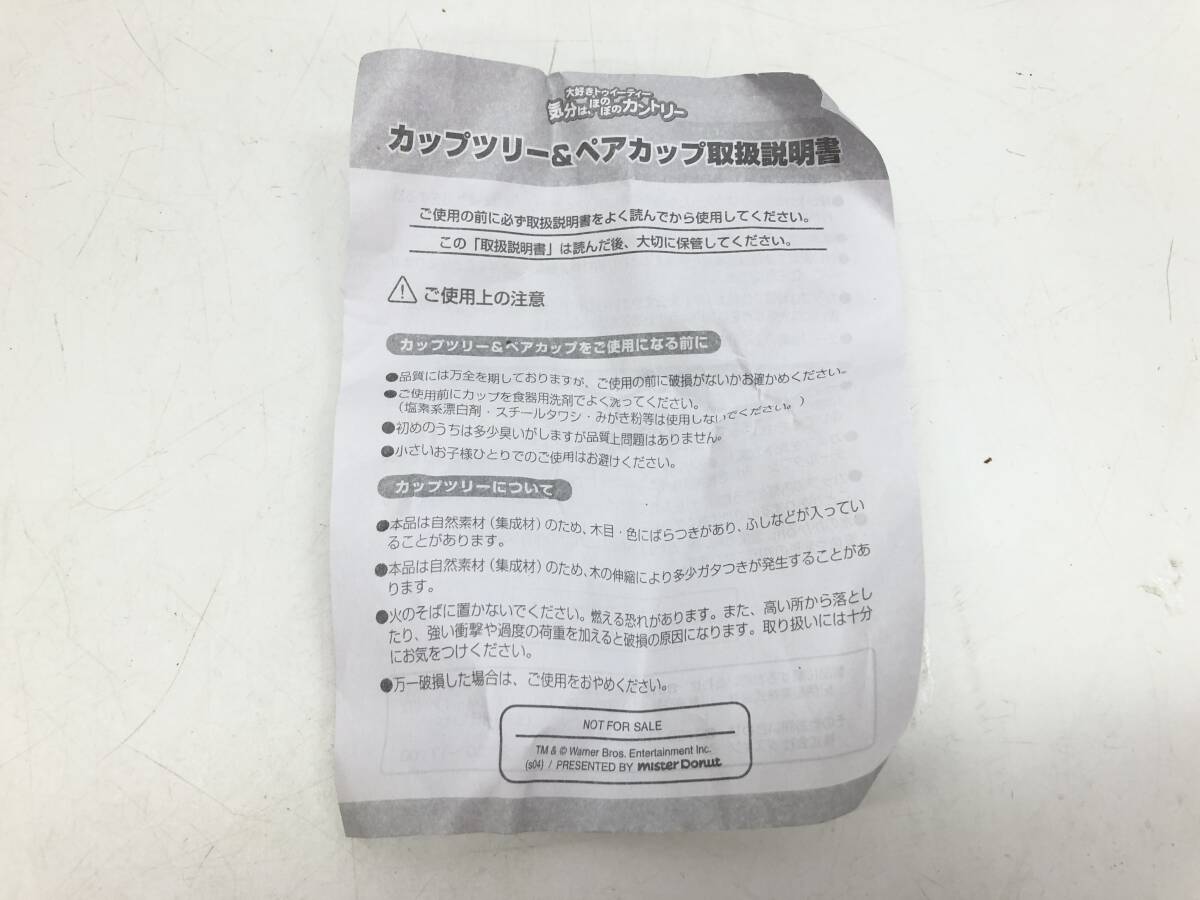 大好きトゥイーティー
気分は、ほのぼのカントリー
カップツリー&ペアカップ取扱説明書
ご使用の前に必ず取扱説明書をよく読んでから使用してください。
この「取扱説明書」は読んだ後、大切に保管してください。
ご使用上の注意
カップツリー&ペアカップをご使用になる前に
●品質には万全を期しておりますが、ご使用の前に破損がないかお確かめください。
●ご使用前にカップを食器用洗剤でよく洗ってください。
(塩素系漂白剤・スチールタワシ・みがき粉等は使用しないでください。)
●初めのうちは多少臭いがしますが品質上問題はありません。
●小さいお子様ひとりでのご使用はお避けください。
カップツリーについて
●本品は自然素材(集成材)のため、木目・色にばらつきがあり、ふしなどが入ってい
ることがあります。
●本品は自然素材(集成材)のため、木の伸縮により多少ガタつきが発生することがあ
ります。
●火のそばに置かないでください。燃える恐れがあります。また、高い所から落とし
たり、強い衝撃や過度の荷重を加えると破損の原因になります。取り扱いには十分
にお気をつけください。
●万一破損した場合は、ご使用をおやめください。
NOT FOR SALE
TM & © Warner Bros. Entertainment Inc.
(s04) / PRESENTED BY mister Donut